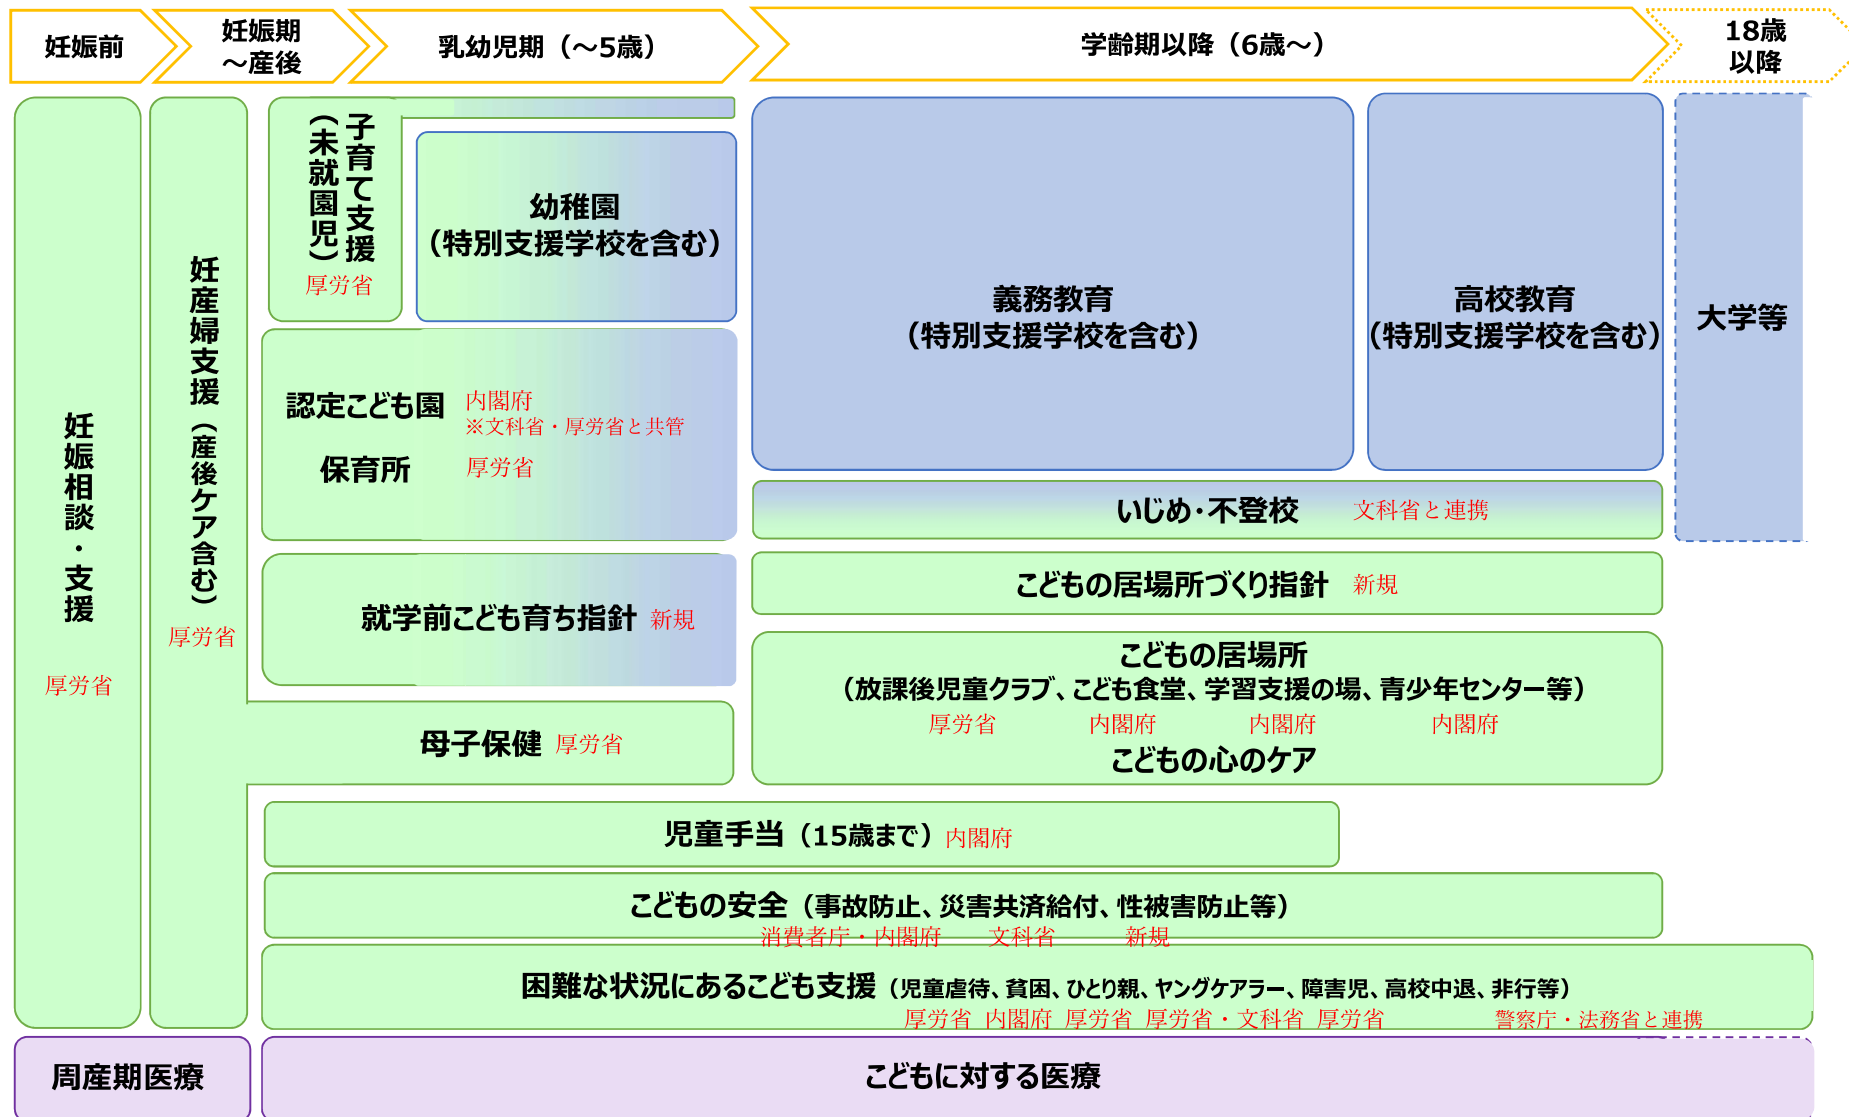 妊娠前
妊娠期
～産後
乳幼児期（～5歳）
学齢期以降（6歳～）
18歳
以降
妊娠相談・支援
厚労省
妊産婦支援（産後ケア含む）
厚労省
子育て支援
（未就園児）
厚労省
幼稚園
（特別支援学校を含む）
認定こども園 内閣府
※文科省・厚労省と共管
保育所 厚労省
就学前こども育ち指針 新規
母子保健 厚労省
義務教育
（特別支援学校を含む）
高校教育
（特別支援学校を含む）
大学等
いじめ・不登校 文科省と連携
こどもの居場所づくり指針 新規
こどもの居場所
（放課後児童クラブ、こども食堂、学習支援の場、青少年センター等）
厚労省 内閣府 内閣府 内閣府
こどもの心のケア
児童手当（15歳まで） 内閣府
こどもの安全（事故防止、災害共済給付、性被害防止等）
消費者庁・内閣府 文科省 新規
困難な状況にあるこども支援（児童虐待、貧困、ひとり親、ヤングケアラー、障害児、高校中退、非行等）
厚労省 内閣府 厚労省 厚労省・文科省 厚労省 警察庁・法務省と連携
周産期医療
こどもに対する医療